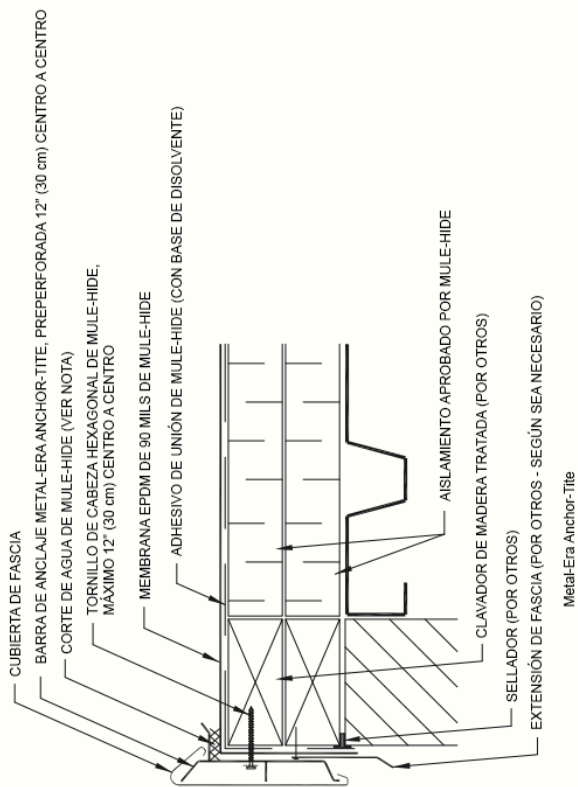 CUBIERTA DE FASCIA
BARRA DE ANCLAJE METAL-ERA ANCHOR-TITE, PREPERFORADA 12" (30 cm) CENTRO A CENTRO
CORTE DE AGUA DE MULE-HIDE (VER NOTA)
TORNILLO DE CABEZA HEXAGONAL DE MULE-HIDE,
MÁXIMO 12" (30 cm) CENTRO A CENTRO
MEMBRANA EPDM DE 90 MILS DE MULE-HIDE
ADHESIVO DE UNIÓN DE MULE-HIDE (CON BASE DE DISOLVENTE)
AISLAMIENTO APROBADO POR MULE-HIDE
CLAVADOR DE MADERA TRATADA (POR OTROS)
SELLADOR (POR OTROS)
EXTENSIÓN DE FASCIA (POR OTROS - SEGÚN SEA NECESARIO)
Metal-Era Anchor-Tite